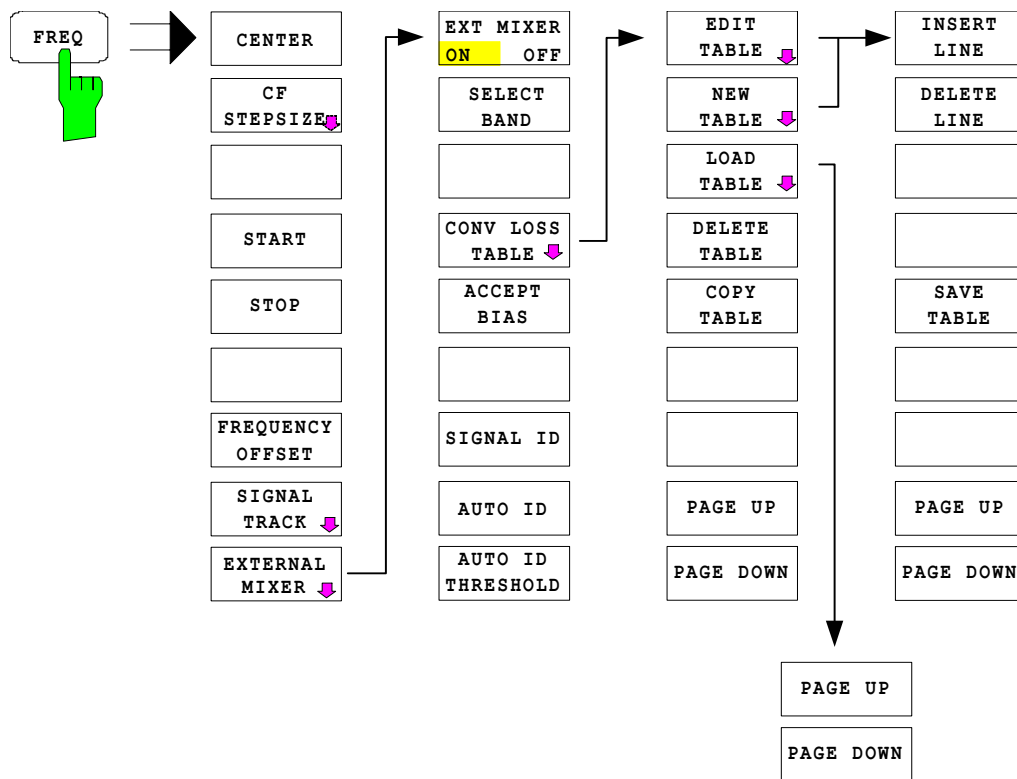 FREQ
CENTER
CF
STEPSIZE
START
STOP
FREQUENCY
OFFSET
SIGNAL
TRACK
EXTERNAL
MIXER
EXT MIXER
ON OFF
SELECT
BAND
CONV LOSS
TABLE
ACCEPT
BIAS
SIGNAL ID
AUTO ID
AUTO ID
THRESHOLD
EDIT
TABLE
NEW
TABLE
LOAD
TABLE
DELETE
TABLE
COPY
TABLE
PAGE UP
PAGE DOWN
INSERT
LINE
DELETE
LINE
SAVE
TABLE
PAGE UP
PAGE DOWN
PAGE UP
PAGE DOWN